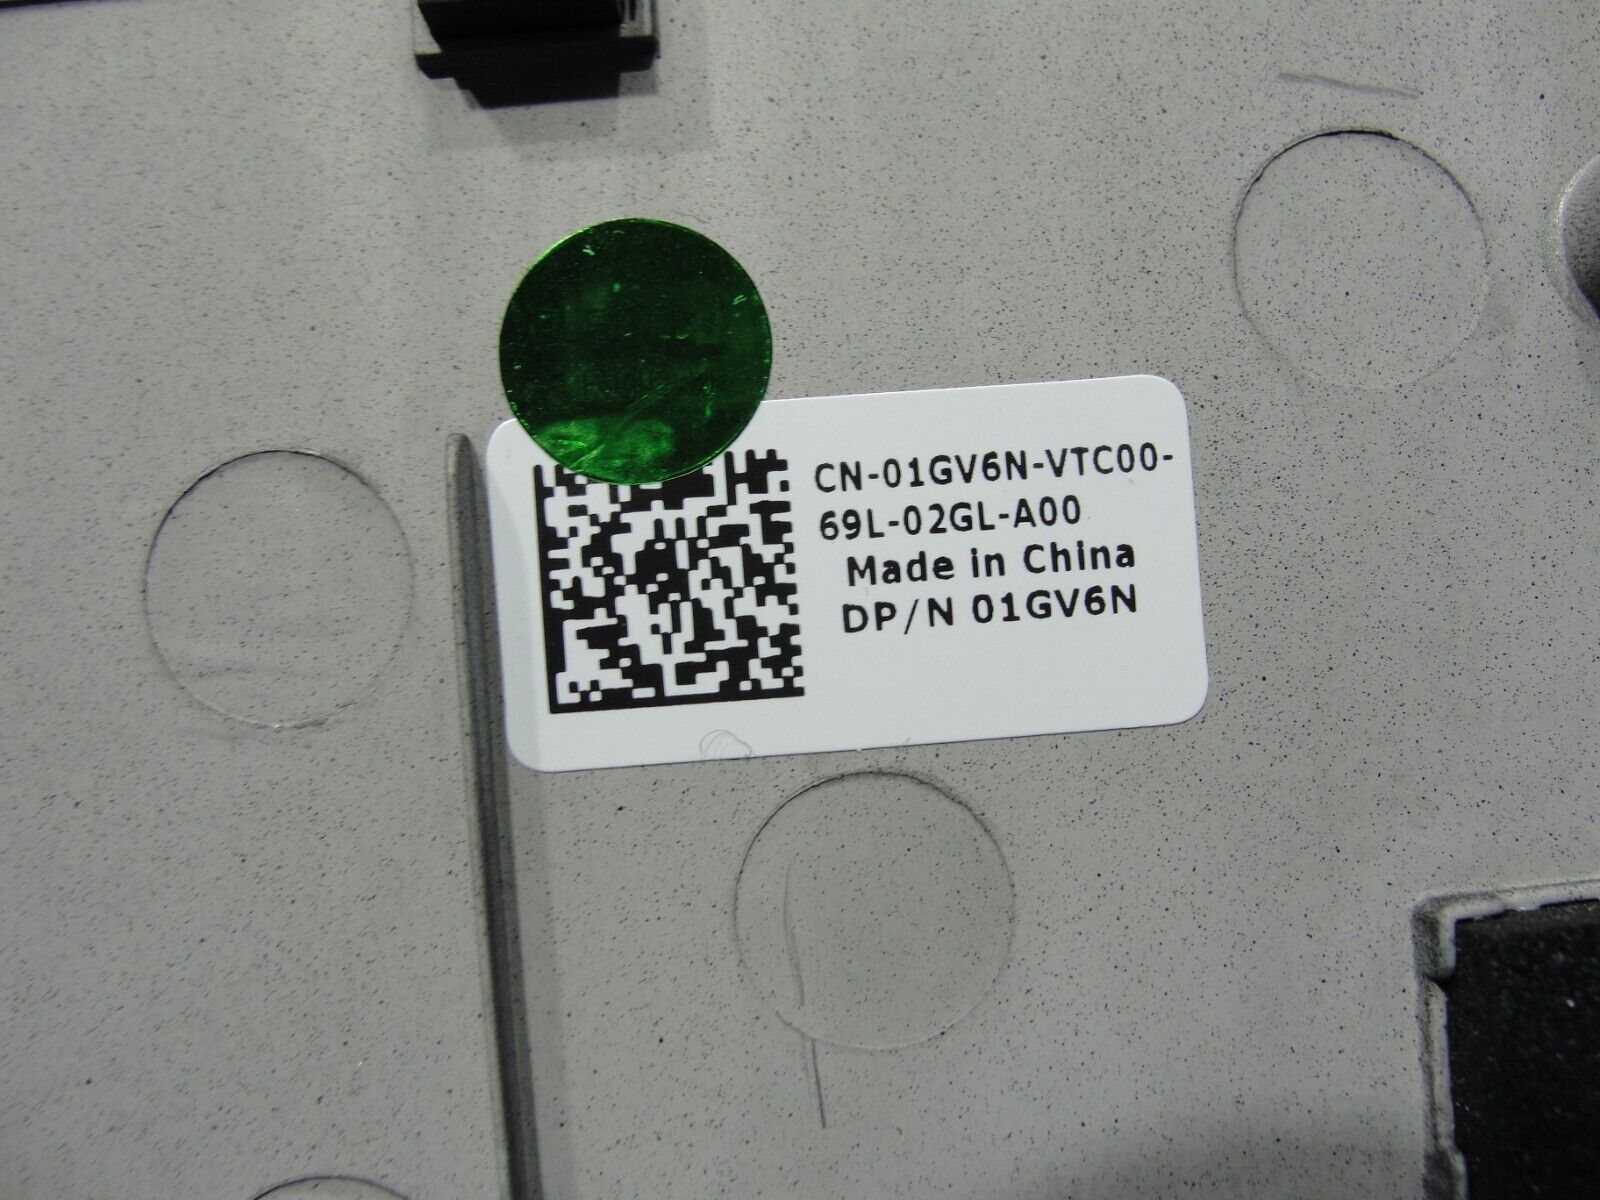 CN-01GV6N-VTC00-
69L-02GL-A00
Made in China
DP/N 01GV6N